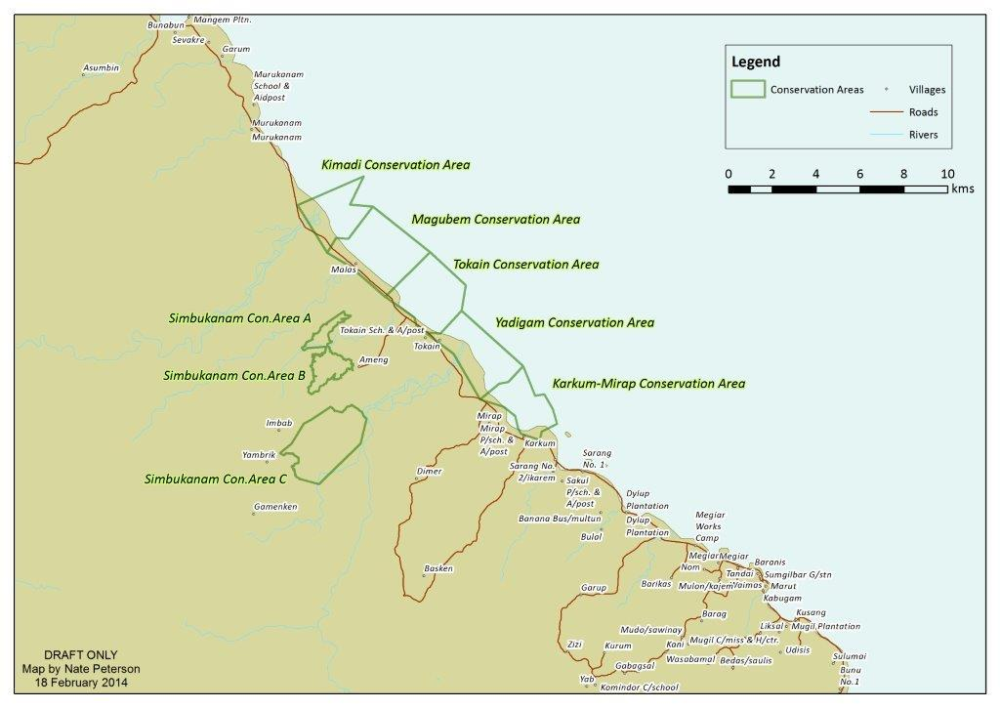 Mangem Pltn.
Bunabun
Sevakre
Garum
Asumbin
Murukanam
School &
Aidpost
Murukanam
Murukanam
Legend
Conservation Areas
Villages
Roads
Rivers
0 2 4 6 8 10
kms
Kimadi Conservation Area
Magubem Conservation Area
Tokain Conservation Area
Malas
Simbukanam Con.Area A
Yadigam Conservation Area
Tokain Sch. & A/post
Tokain
Ameng
Simbukanam Con.Area B
Karkum-Mirap Conservation Area
Imbab
Mirap
Mirap
P/sch. &
A/post
Karkum
Yambrik
Simbukanam Con.Area C
Dimer
Sarang
No. 1
Sarang No.
2/ikarem
Sakul
P/sch. &
A/post
Gamenken
Dylup
Plantation
Banana Bus/multun
Dylup
Plantation
Bulal
Megiar
Works
Camp
Basken
Megiar
Megiar
Baranis
Nom
Tandai
Sumgilbar G/stn
Barikas
Mulon/kajem
Vaimas
Marut
Garup
Kabugam
Barag
Kusang
Mudo/sawinay
Liksal
Mugil Plantation
Zizi
Kurum
Kani
Mugil C/miss & H/ctr.
Udisis
Wasabamal
Bedas/saulis
Sulumai
Gabagsal
Bunu
No.1
Yab
Komindor C/school
DRAFT ONLY
Map by Nate Peterson
18 February 2014